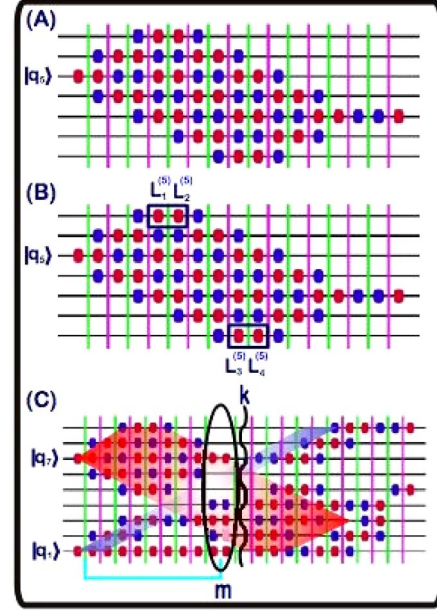 (A)
|q₅⟩
(B)
L₁⁽⁵⁾ L₂⁽⁵⁾
|q₅⟩
L₃⁽⁵⁾ L₄⁽⁵⁾
(C)
k
|q₇⟩
|q₁⟩
m